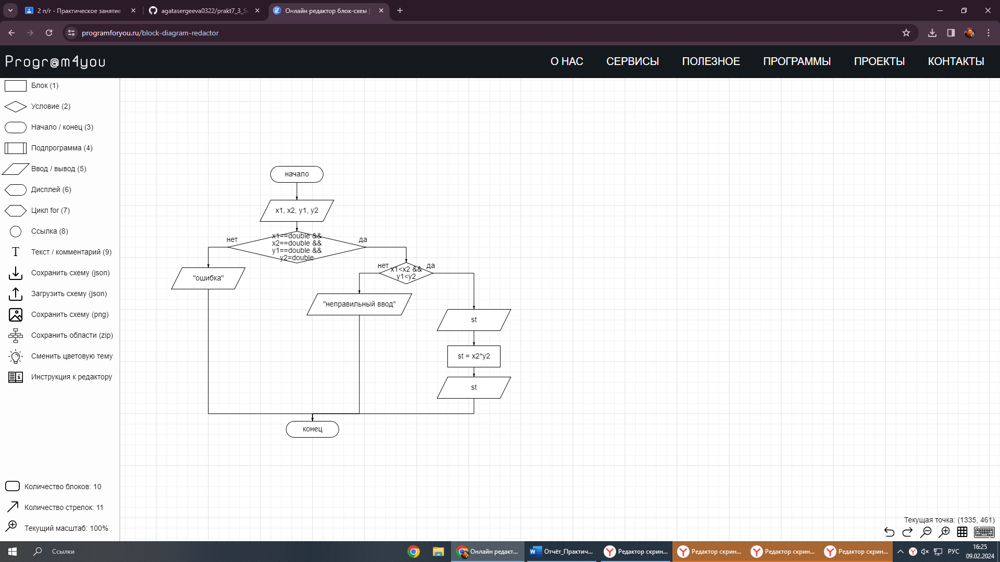 2 п/г - Практическое занятие
agatasergeeva0322/prakt7_3_Se
Онлайн редактор блок-схем |
programforyou.ru/block-diagram-redactor
Progr@m4you
О НАС
СЕРВИСЫ
ПОЛЕЗНОЕ
ПРОГРАММЫ
ПРОЕКТЫ
КОНТАКТЫ
Блок (1)
Условие (2)
Начало / конец (3)
Подпрограмма (4)
Ввод / вывод (5)
Дисплей (6)
Цикл for (7)
Ссылка (8)
T Текст / комментарий (9)
Сохранить схему (json)
Загрузить схему (json)
Сохранить схему (png)
Сохранить области (zip)
Сменить цветовую тему
Инструкция к редактору
начало
x1, x2, y1, y2
нет
x1==double &&
x2==double &&
y1==double &&
y2=double
да
"ошибка"
нет
x1<x2 &&
y1<y2
да
"неправильный ввод"
st
st = x2*y2
st
конец
Количество блоков: 10
Количество стрелок: 11
Текущий масштаб: 100%
Текущая точка: (1335, 461)
Ссылки
Онлайн редакт...
Отчёт_Практич...
Редактор скрин...
Редактор скрин...
Редактор скрин...
Редактор скрин...
РУС
16:25
09.02.2024